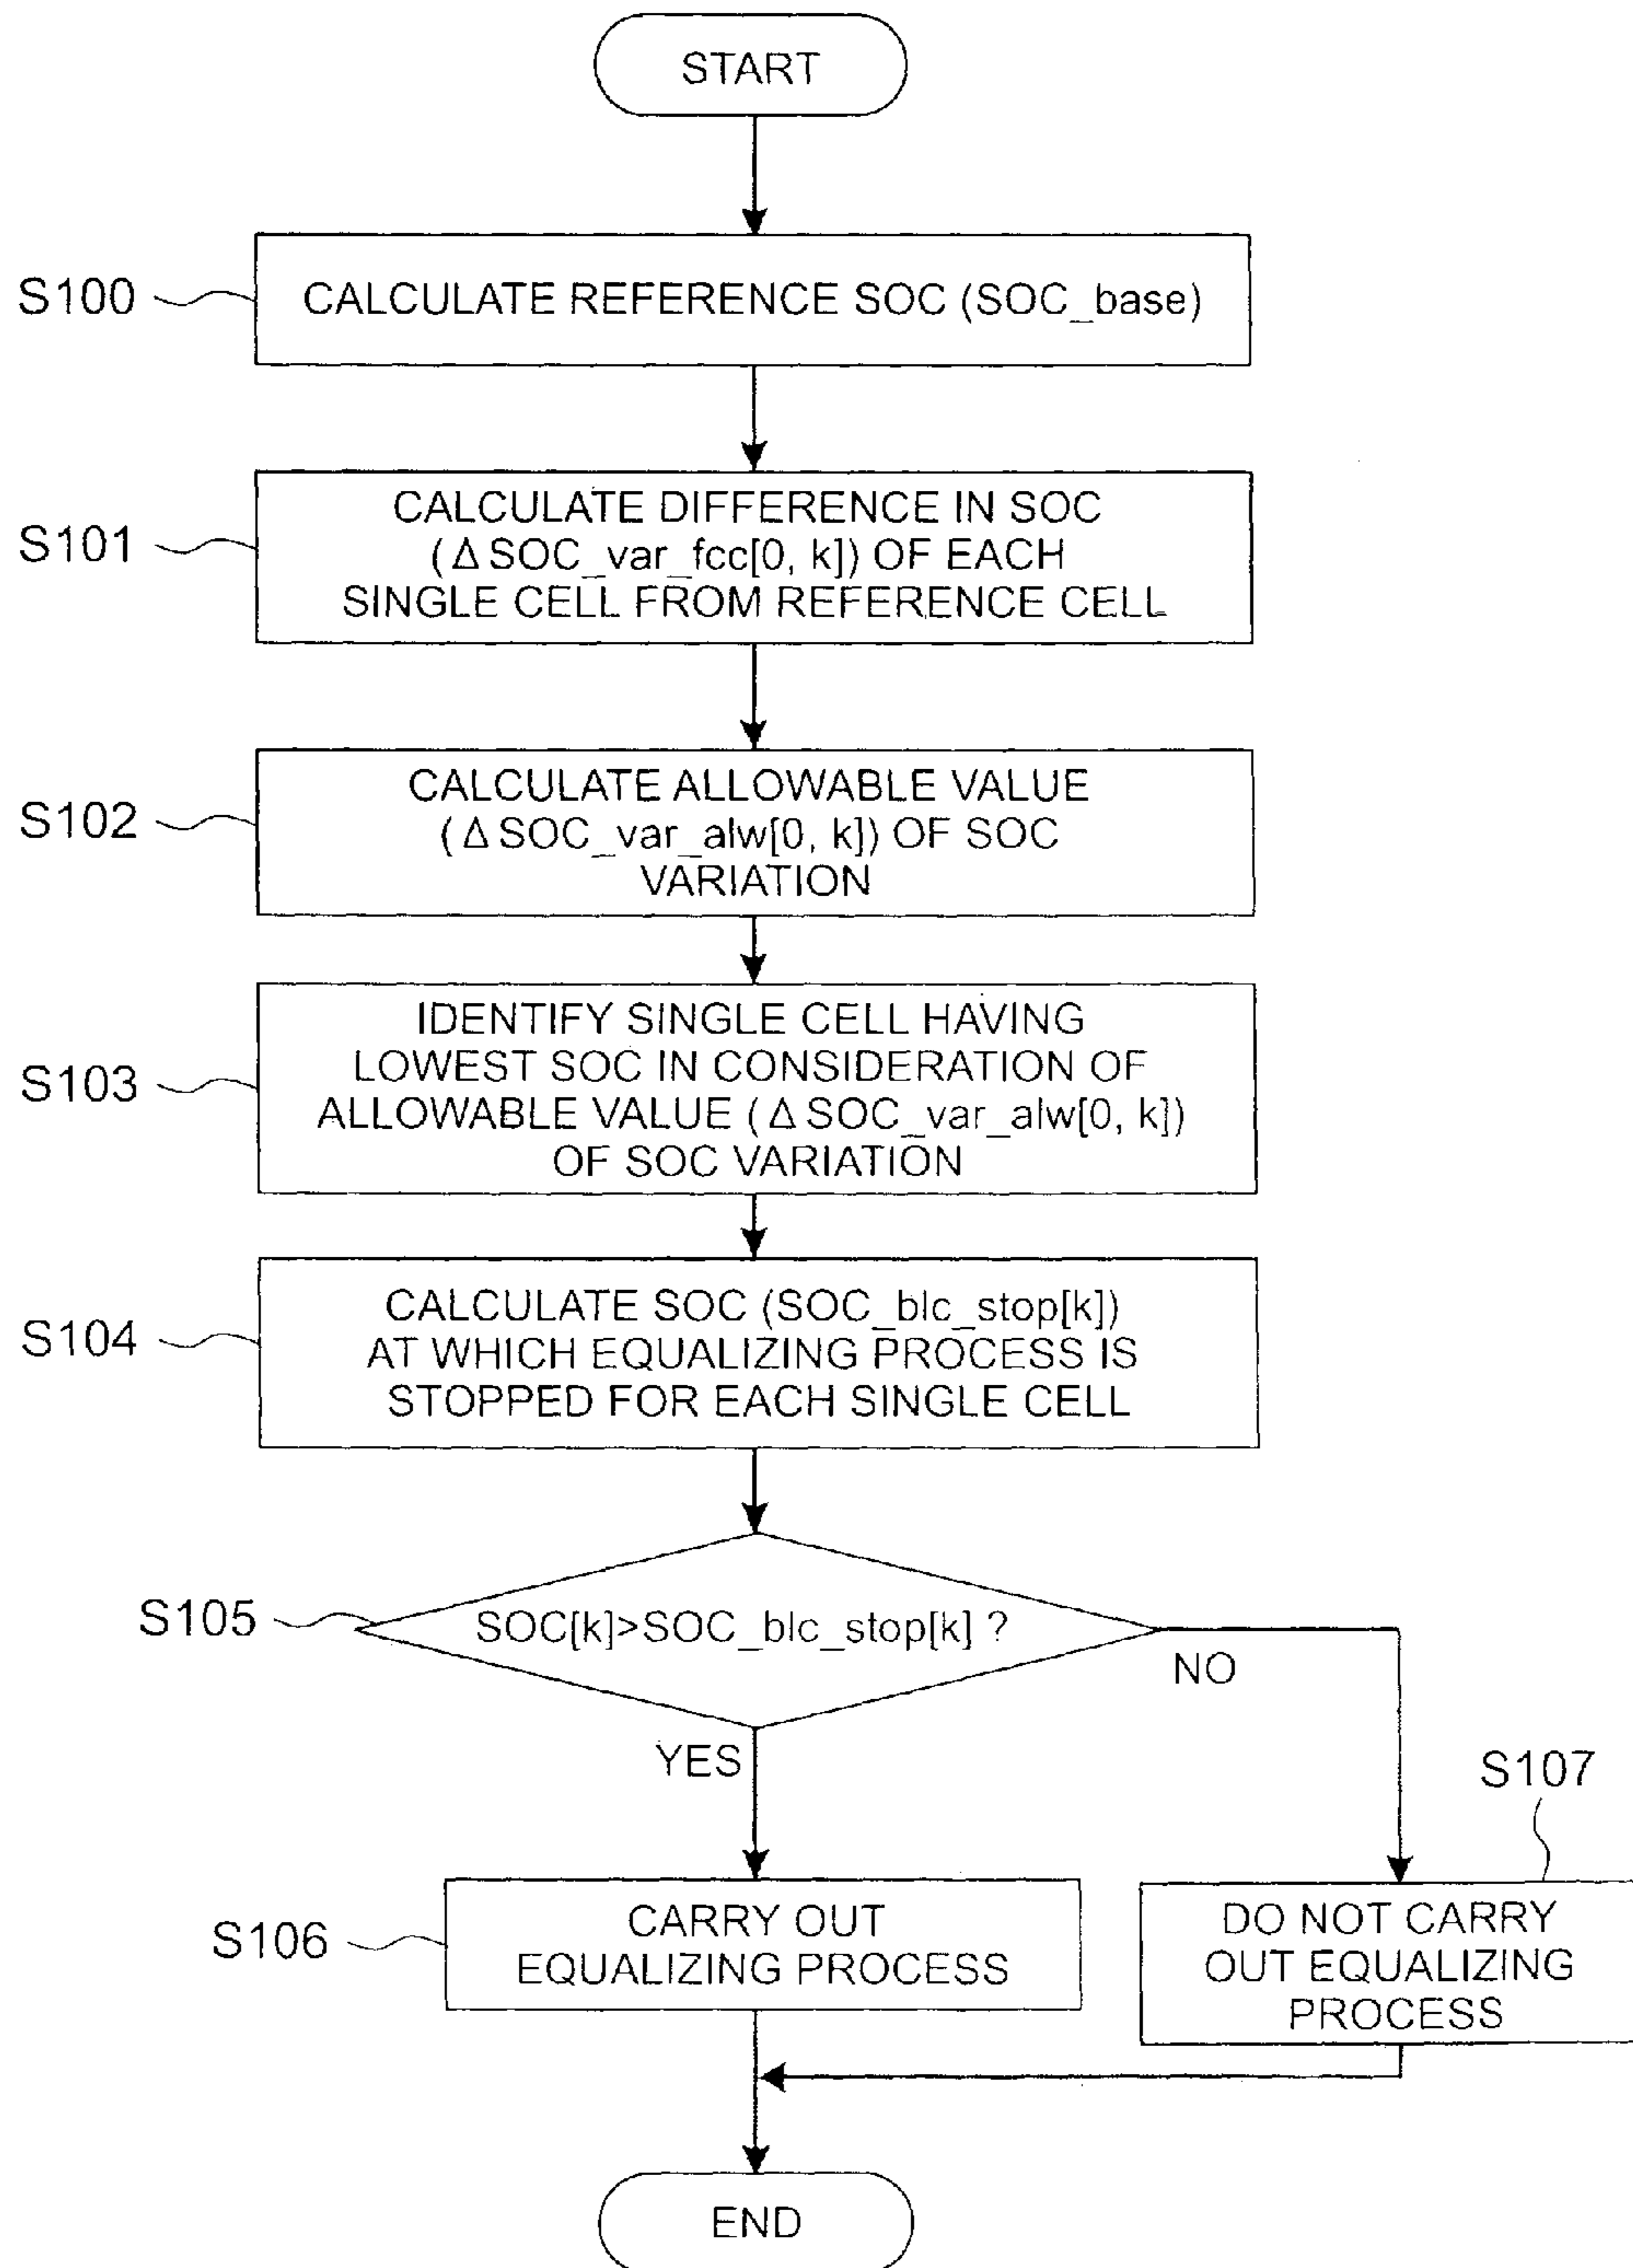 START
S100
CALCULATE REFERENCE SOC (SOC_base)
S101
CALCULATE DIFFERENCE IN SOC
(ΔSOC_var_fcc[0, k]) OF EACH
SINGLE CELL FROM REFERENCE CELL
S102
CALCULATE ALLOWABLE VALUE
(ΔSOC_var_alw[0, k]) OF SOC
VARIATION
S103
IDENTIFY SINGLE CELL HAVING
LOWEST SOC IN CONSIDERATION OF
ALLOWABLE VALUE (ΔSOC_var_alw[0, k])
OF SOC VARIATION
S104
CALCULATE SOC (SOC_blc_stop[k])
AT WHICH EQUALIZING PROCESS IS
STOPPED FOR EACH SINGLE CELL
S105
SOC[k]>SOC_blc_stop[k] ?
NO
YES
S107
S106
CARRY OUT
EQUALIZING PROCESS
DO NOT CARRY
OUT EQUALIZING
PROCESS
END